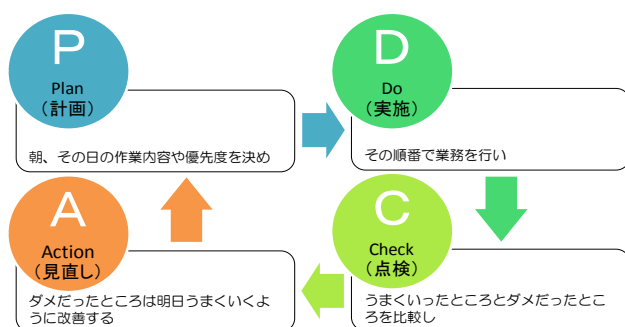 P
Plan
（計画）
朝、その日の作業内容や優先度を決め
D
Do
（実施）
その順番で業務を行い
C
Check
（点検）
うまくいったところとダメだったとこ
ろを比較し
A
Action
（見直し）
ダメだったところは明日うまくいくよ
うに改善する